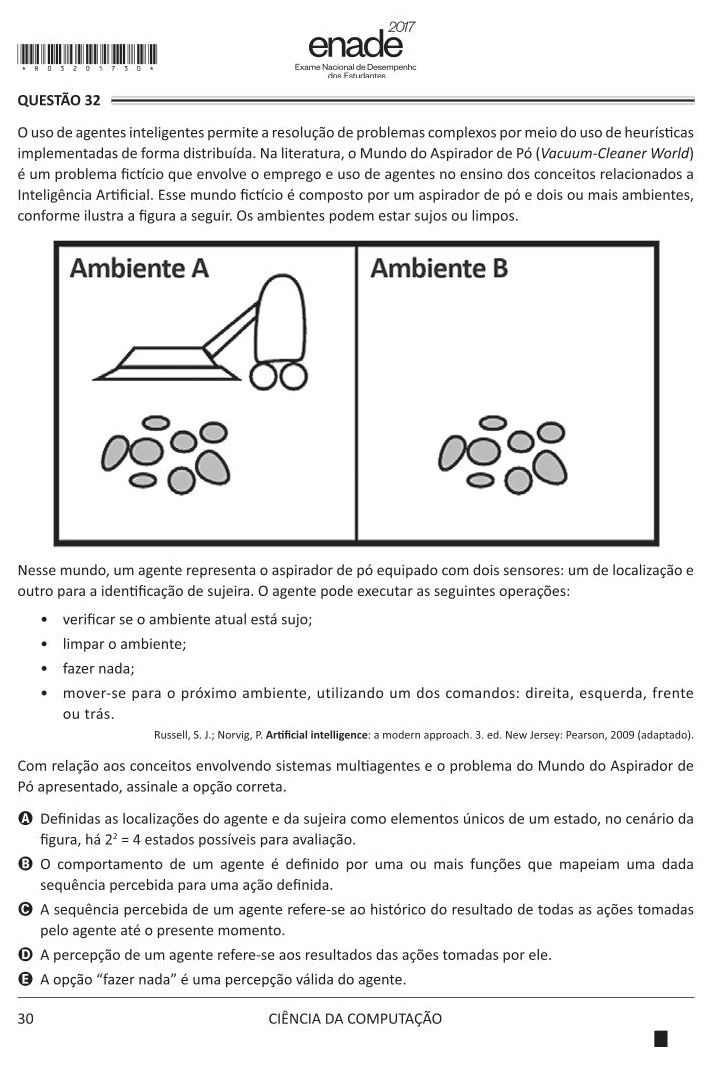 2017
enade
Exame Nacional de Desempenho
dos Estudantes
*R0320173​0*
QUESTÃO 32
O uso de agentes inteligentes permite a resolução de problemas complexos por meio do uso de heurísticas
implementadas de forma distribuída. Na literatura, o Mundo do Aspirador de Pó (Vacuum-Cleaner World)
é um problema fictício que envolve o emprego e uso de agentes no ensino dos conceitos relacionados a
Inteligência Artificial. Esse mundo fictício é composto por um aspirador de pó e dois ou mais ambientes,
conforme ilustra a figura a seguir. Os ambientes podem estar sujos ou limpos.
Ambiente A
Ambiente B
Nesse mundo, um agente representa o aspirador de pó equipado com dois sensores: um de localização e
outro para a identificação de sujeira. O agente pode executar as seguintes operações:
• verificar se o ambiente atual está sujo;
• limpar o ambiente;
• fazer nada;
• mover-se para o próximo ambiente, utilizando um dos comandos: direita, esquerda, frente
ou trás.
Russell, S. J.; Norvig, P. Artificial intelligence: a modern approach. 3. ed. New Jersey: Pearson, 2009 (adaptado).
Com relação aos conceitos envolvendo sistemas multiagentes e o problema do Mundo do Aspirador de
Pó apresentado, assinale a opção correta.
A Definidas as localizações do agente e da sujeira como elementos únicos de um estado, no cenário da
figura, há 2² = 4 estados possíveis para avaliação.
B O comportamento de um agente é definido por uma ou mais funções que mapeiam uma dada
sequência percebida para uma ação definida.
C A sequência percebida de um agente refere-se ao histórico do resultado de todas as ações tomadas
pelo agente até o presente momento.
D A percepção de um agente refere-se aos resultados das ações tomadas por ele.
E A opção “fazer nada” é uma percepção válida do agente.
30
CIÊNCIA DA COMPUTAÇÃO